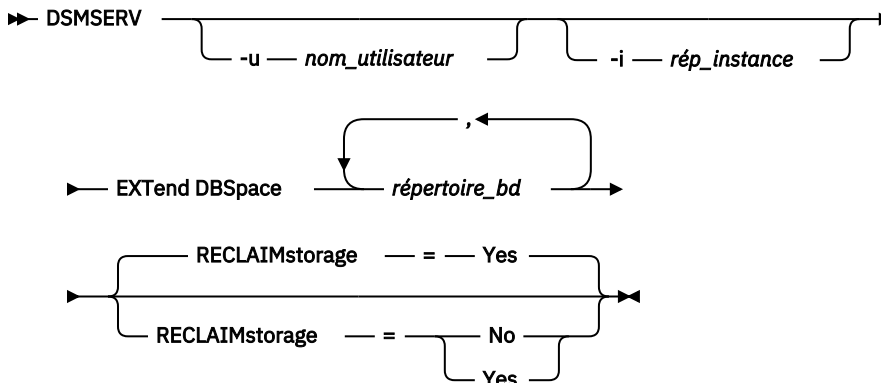 DSMSERV
-u nom_utilisateur -i rép_instance
,
EXTend DBSpace répertoire_bd
RECLAIMstorage = Yes
RECLAIMstorage = No
Yes